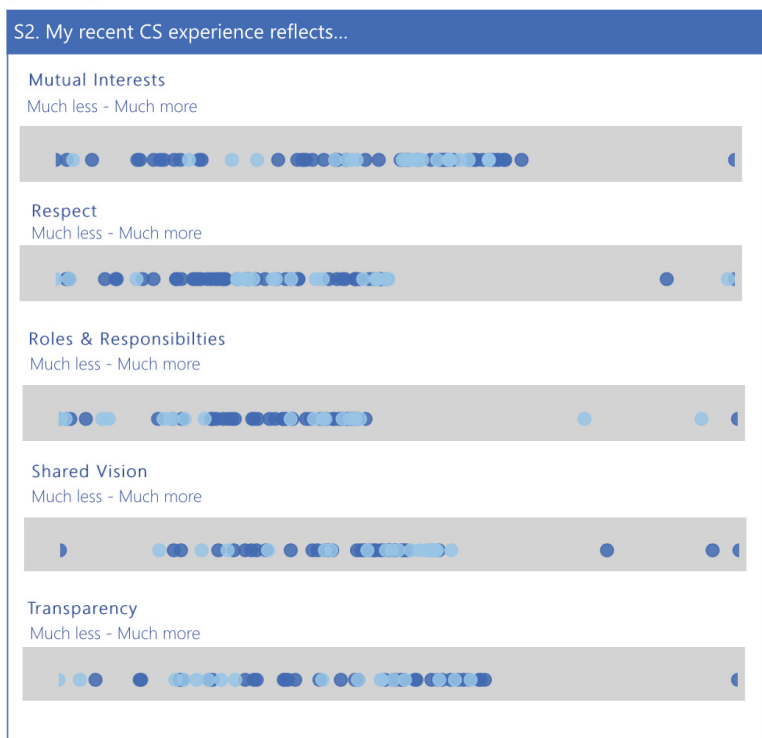 S2. My recent CS experience reflects...
Mutual Interests
Much less - Much more
Respect
Much less - Much more
Roles & Responsibilties
Much less - Much more
Shared Vision
Much less - Much more
Transparency
Much less - Much more